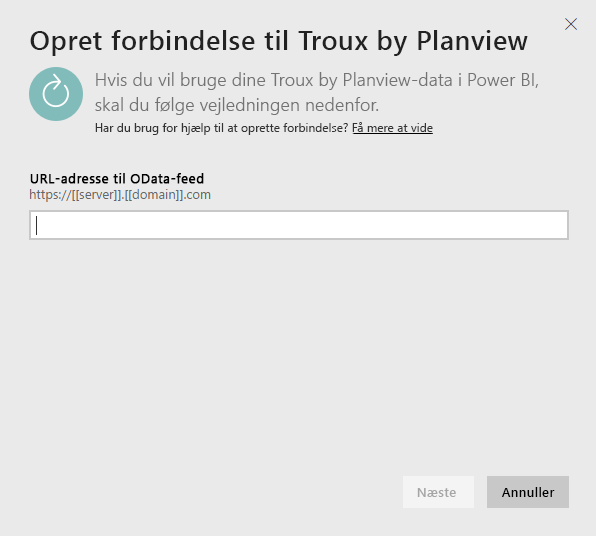 Opret forbindelse til Troux by Planview
Hvis du vil bruge dine Troux by Planview-data i Power BI,
skal du følge vejledningen nedenfor.
Har du brug for hjælp til at oprette forbindelse? Få mere at vide
URL-adresse til OData-feed
https://[[server]].[[domain]].com
Næste
Annuller